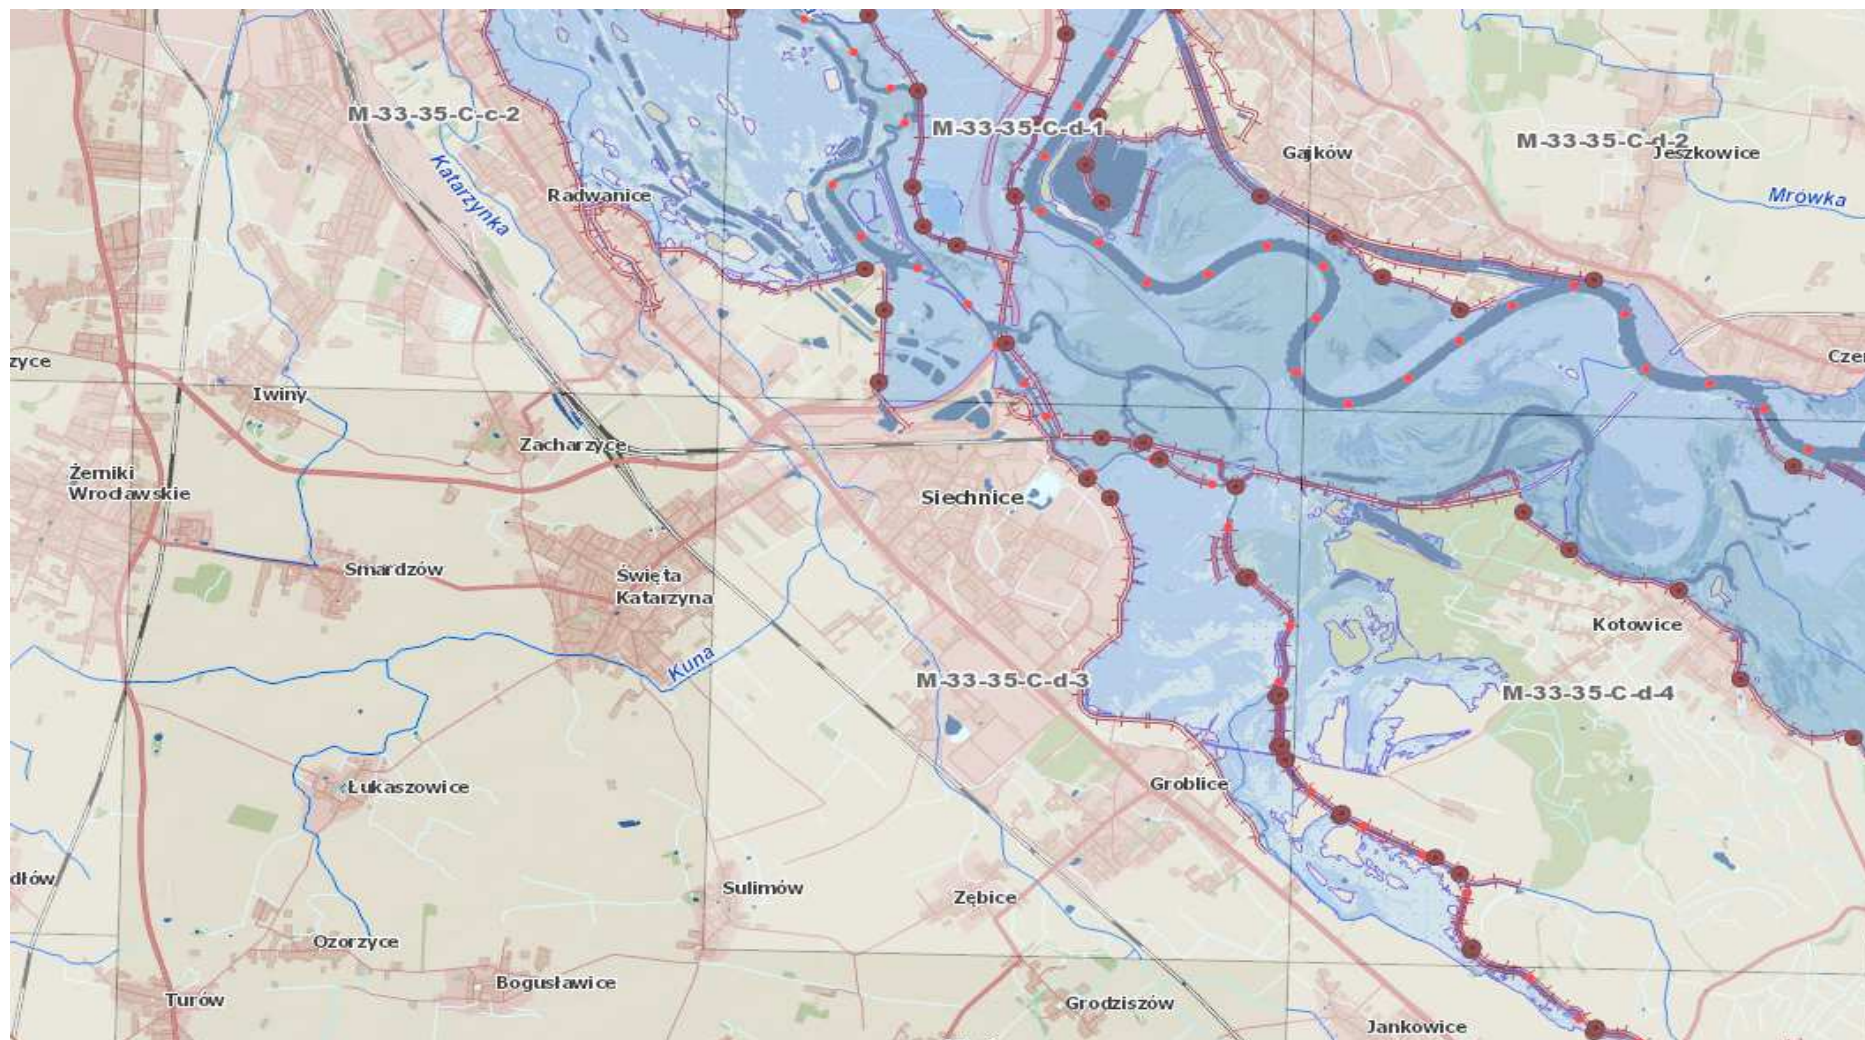 M-33-35-C-c-2
M-33-35-C-d-1
M-33-35-C-d-2
Gajków
Jeszkowice
Katarzynka
Radwanice
Mrówka
zyce
Czer
Iwiny
Zacharzyce
Żerniki
Wrocławskie
Siechnice
Smardzów
Święta
Katarzyna
Kotowice
Kuna
M-33-35-C-d-3
M-33-35-C-d-4
Łukaszowice
Groblice
dłów
Sulimów
Zębice
Ozorzyce
Bogusławice
Turów
Grodziszów
Jankowice